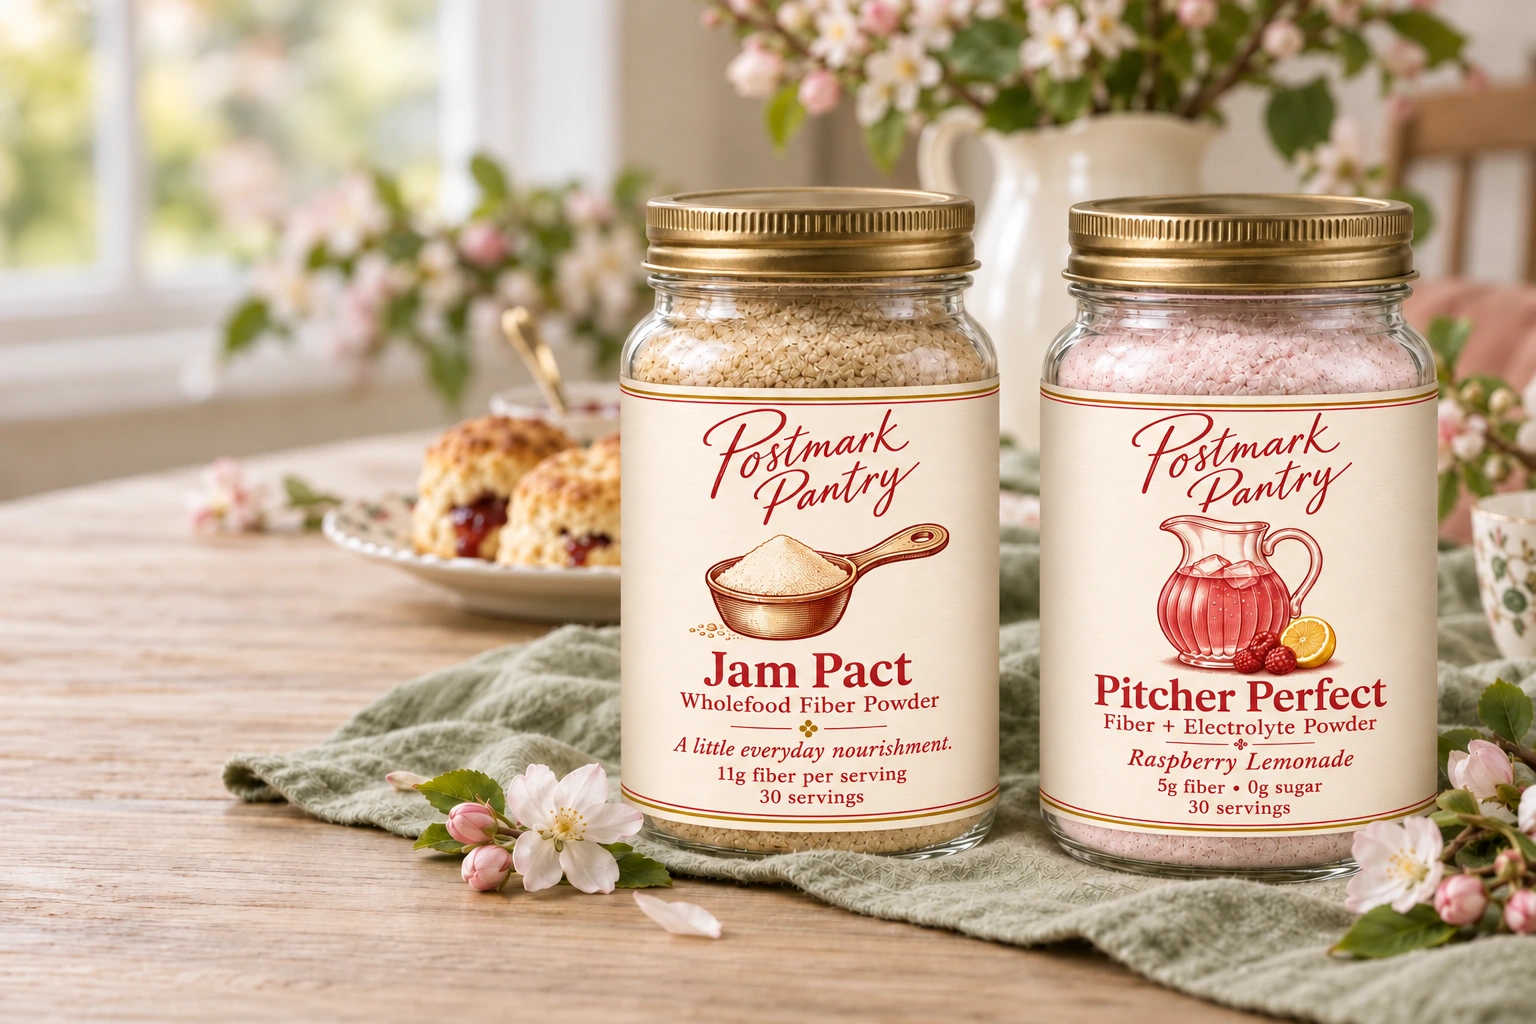 Postmark
Pantry
Jam Pact
Wholefood Fiber Powder
A little everyday nourishment.
11g fiber per serving
30 servings
Postmark
Pantry
Pitcher Perfect
Fiber + Electrolyte Powder
Raspberry Lemonade
5g fiber • 0g sugar
30 servings